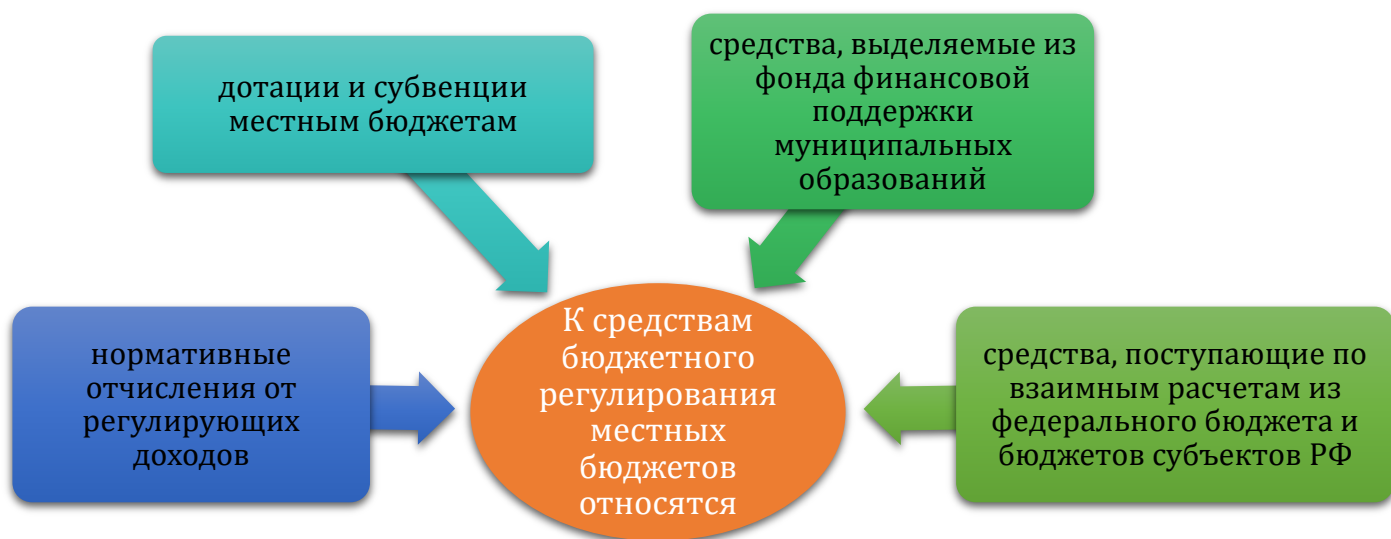 дотации и субвенции
местным бюджетам
средства, выделяемые из
фонда финансовой
поддержки
муниципальных
образований
нормативные
отчисления от
регулирующих
доходов
К средствам
бюджетного
регулирования
местных
бюджетов
относятся
средства, поступающие по
взаимным расчетам из
федерального бюджета и
бюджетов субъектов РФ